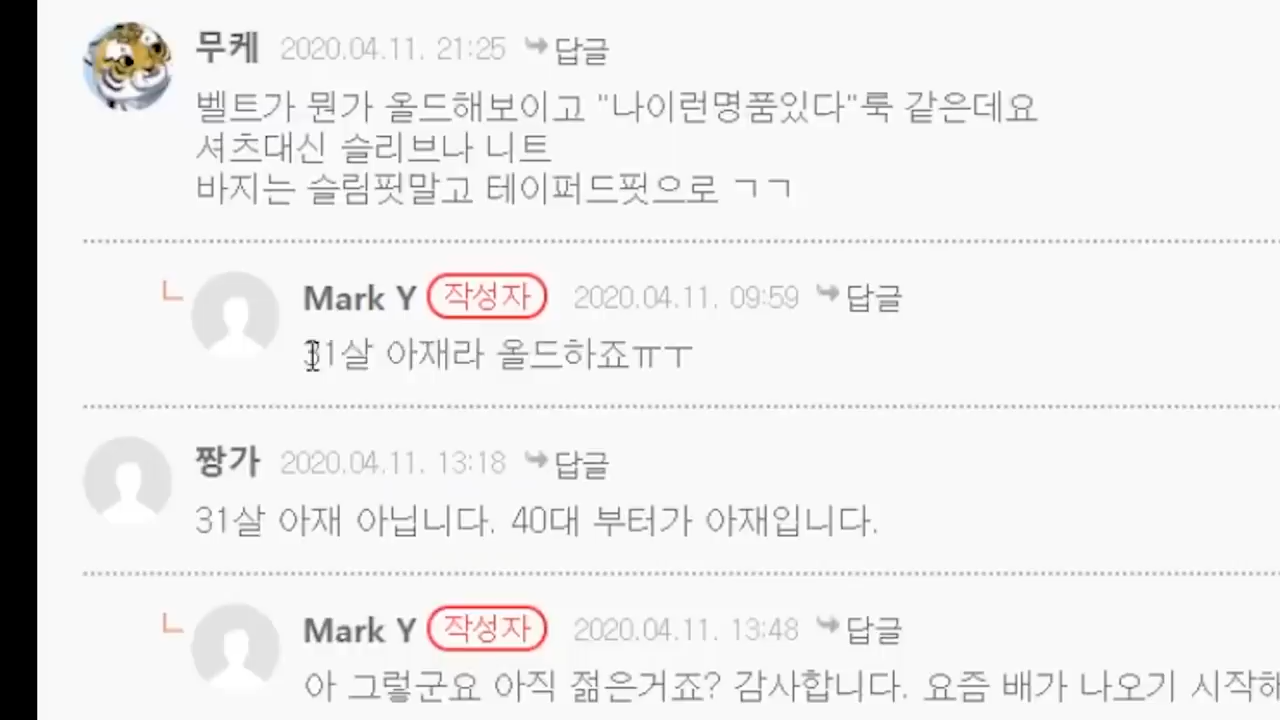 무케 2020.04.11. 21:25 답글
벨트가 뭔가 올드해보이고 "나이런명품있다"룩 같은데요
셔츠대신 슬리브나 니트
바지는 슬림핏말고 테이퍼드핏으로 ㄱㄱ
Mark Y 작성자 2020.04.11. 09:59 답글
31살 아재라 올드하죠ㅠㅜ
짱가 2020.04.11. 13:18 답글
31살 아재 아닙니다. 40대 부터가 아재입니다.
Mark Y 작성자 2020.04.11. 13:48 답글
아 그렇군요 아직 젊은거죠? 감사합니다. 요즘 배가 나오기 시작해